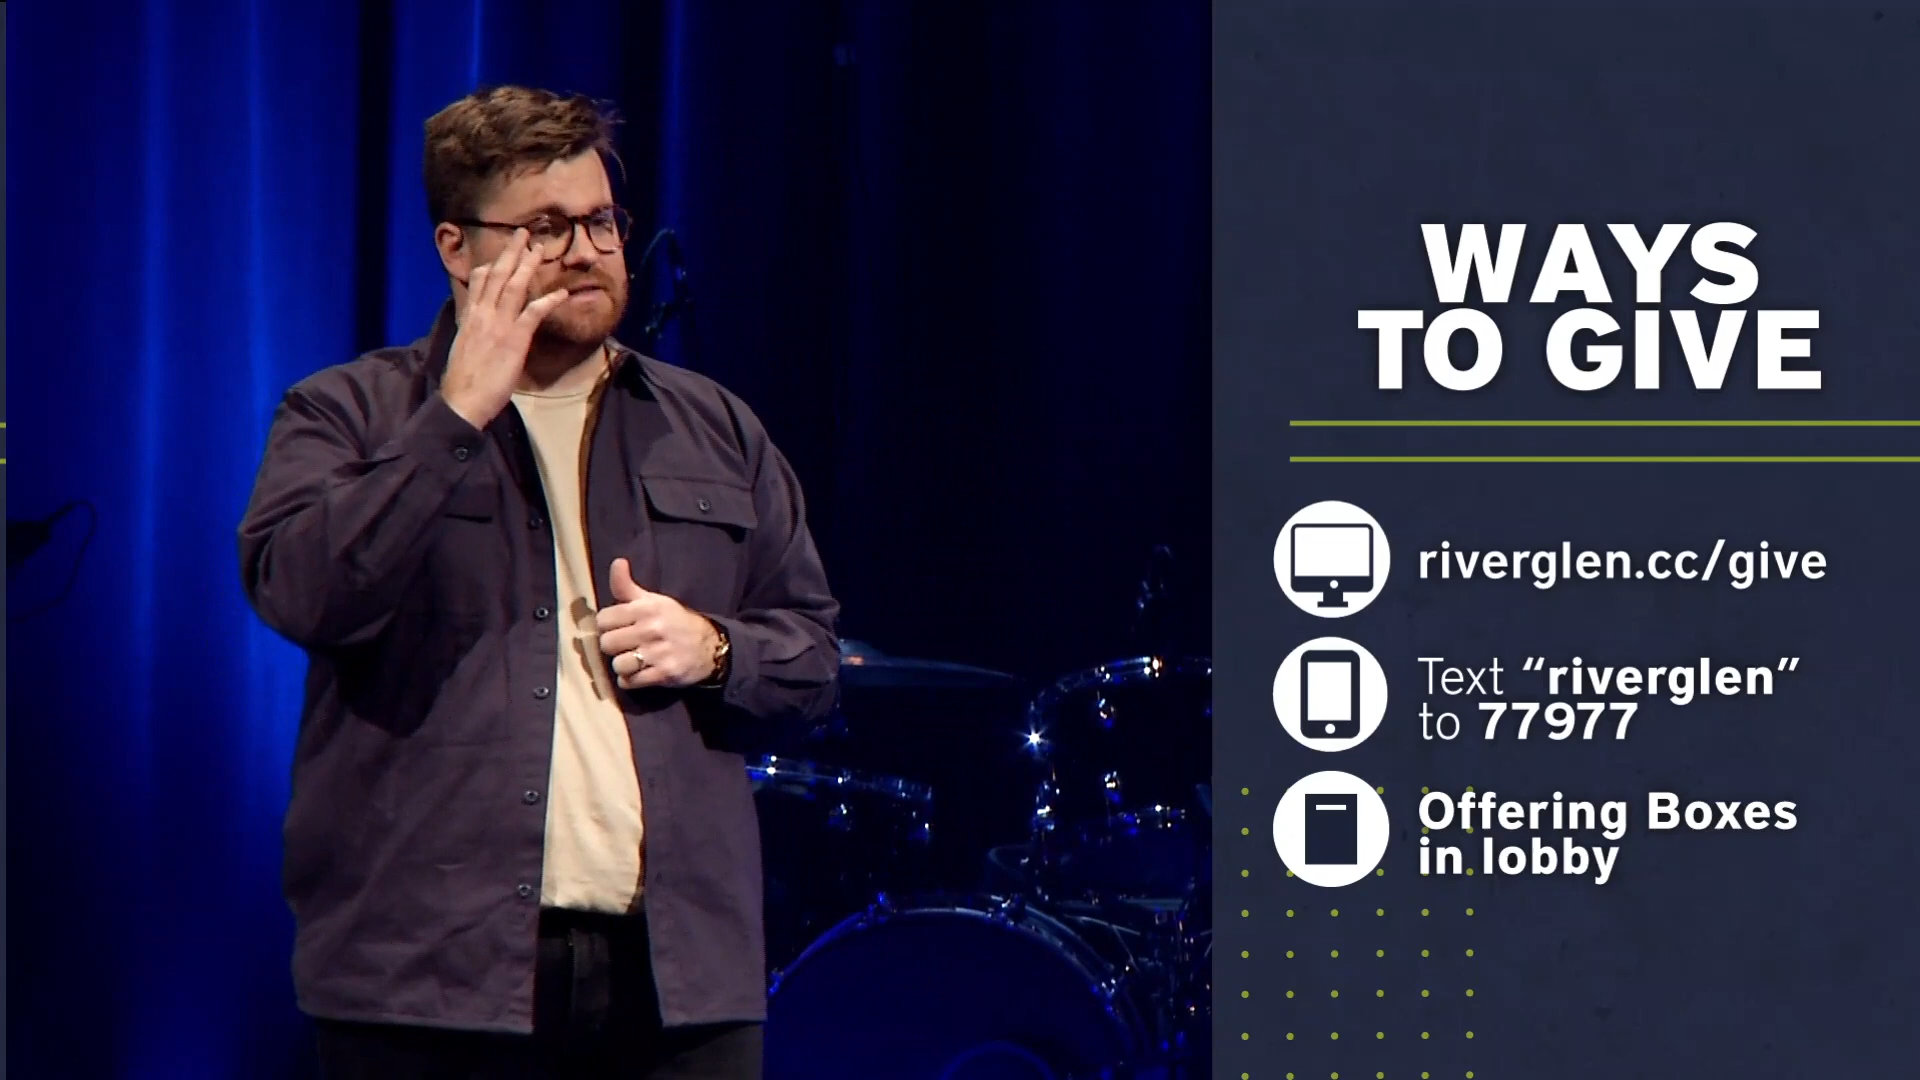 WAYS
TO GIVE
riverglen.cc/give
Text “riverglen”
to 77977
Offering Boxes
in lobby